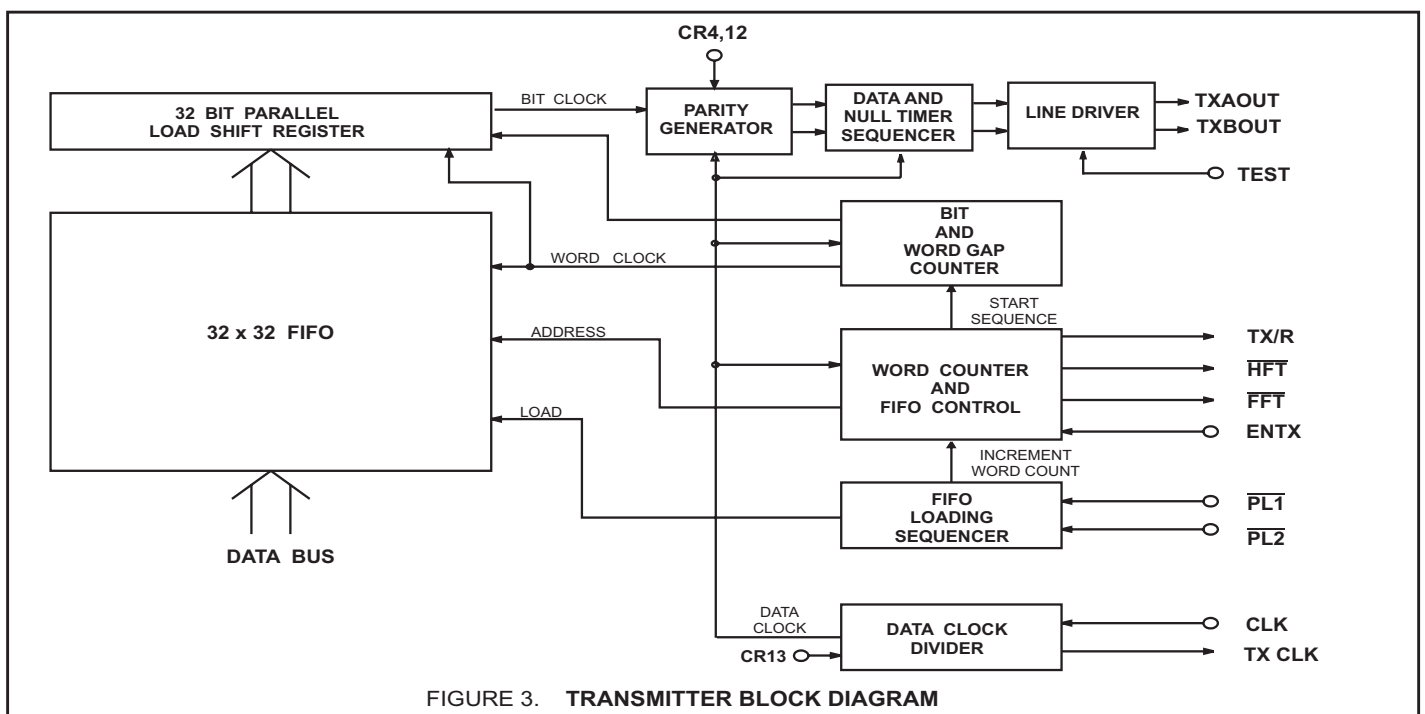 CR4,12
32 BIT PARALLEL
LOAD SHIFT REGISTER
BIT CLOCK
PARITY
GENERATOR
DATA AND
NULL TIMER
SEQUENCER
LINE DRIVER
TXAOUT
TXBOUT
TEST
BIT
AND
WORD GAP
COUNTER
WORD CLOCK
START
SEQUENCE
32 x 32 FIFO
ADDRESS
WORD COUNTER
AND
FIFO CONTROL
TX/R
HFT
FFT
ENTX
LOAD
INCREMENT
WORD COUNT
FIFO
LOADING
SEQUENCER
PL1
PL2
DATA BUS
DATA
CLOCK
DATA CLOCK
DIVIDER
CLK
TX CLK
CR13
FIGURE 3. TRANSMITTER BLOCK DIAGRAM